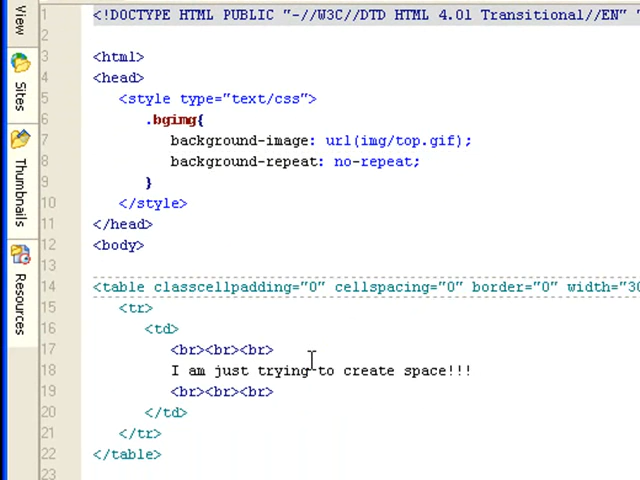 View
Sites
Thumbnails
Resources
1 <!DOCTYPE HTML PUBLIC "-//W3C//DTD HTML 4.01 Transitional//EN" "
2
3 <html>
4 <head>
5 <style type="text/css">
6 .bgimg{
7 background-image: url(img/top.gif);
8 background-repeat: no-repeat;
9 }
10 </style>
11 </head>
12 <body>
13
14 <table classcellpadding="0" cellspacing="0" border="0" width="30
15 <tr>
16 <td>
17 <br><br><br>
18 I am just trying to create space!!!
19 <br><br><br>
20 </td>
21 </tr>
22 </table>
23